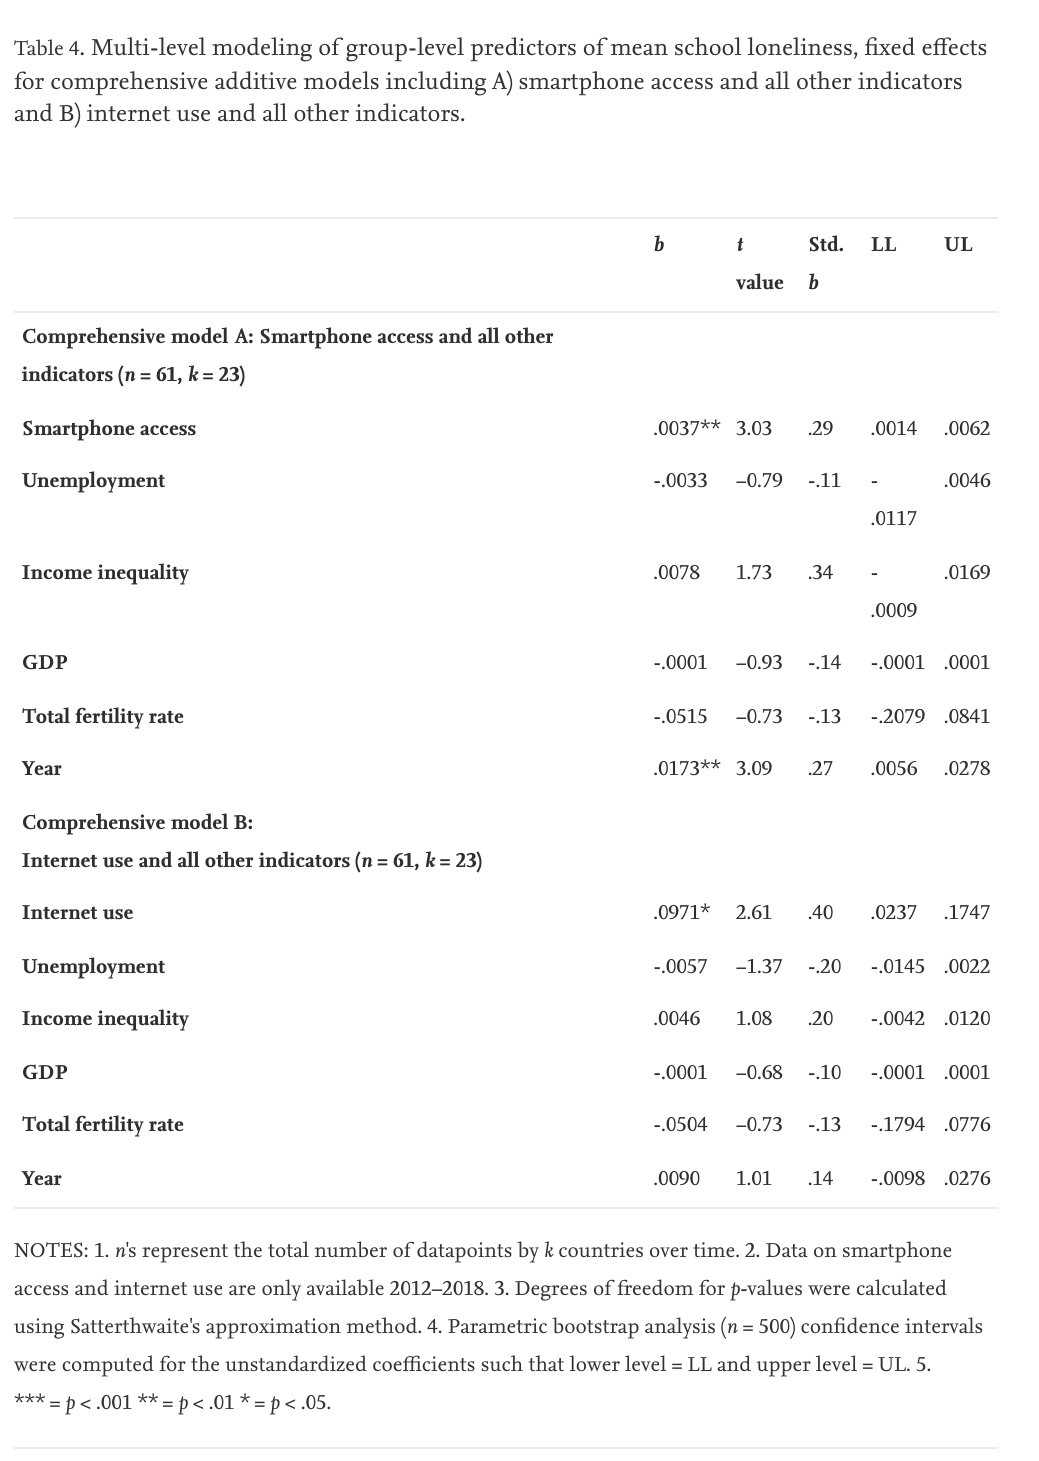 Table 4. Multi-level modeling of group-level predictors of mean school loneliness, fixed effects
for comprehensive additive models including A) smartphone access and all other indicators
and B) internet use and all other indicators.
b t Std. LL UL
value b
Comprehensive model A: Smartphone access and all other
indicators (n = 61, k = 23)
Smartphone access .0037** 3.03 .29 .0014 .0062
Unemployment -.0033 −0.79 -.11 - .0046
.0117
Income inequality .0078 1.73 .34 - .0169
.0009
GDP -.0001 −0.93 -.14 -.0001 .0001
Total fertility rate -.0515 −0.73 -.13 -.2079 .0841
Year .0173** 3.09 .27 .0056 .0278
Comprehensive model B:
Internet use and all other indicators (n = 61, k = 23)
Internet use .0971* 2.61 .40 .0237 .1747
Unemployment -.0057 −1.37 -.20 -.0145 .0022
Income inequality .0046 1.08 .20 -.0042 .0120
GDP -.0001 −0.68 -.10 -.0001 .0001
Total fertility rate -.0504 −0.73 -.13 -.1794 .0776
Year .0090 1.01 .14 -.0098 .0276
NOTES: 1. n's represent the total number of datapoints by k countries over time. 2. Data on smartphone
access and internet use are only available 2012–2018. 3. Degrees of freedom for p-values were calculated
using Satterthwaite's approximation method. 4. Parametric bootstrap analysis (n = 500) confidence intervals
were computed for the unstandardized coefficients such that lower level = LL and upper level = UL. 5.
*** = p < .001 ** = p < .01 * = p < .05.